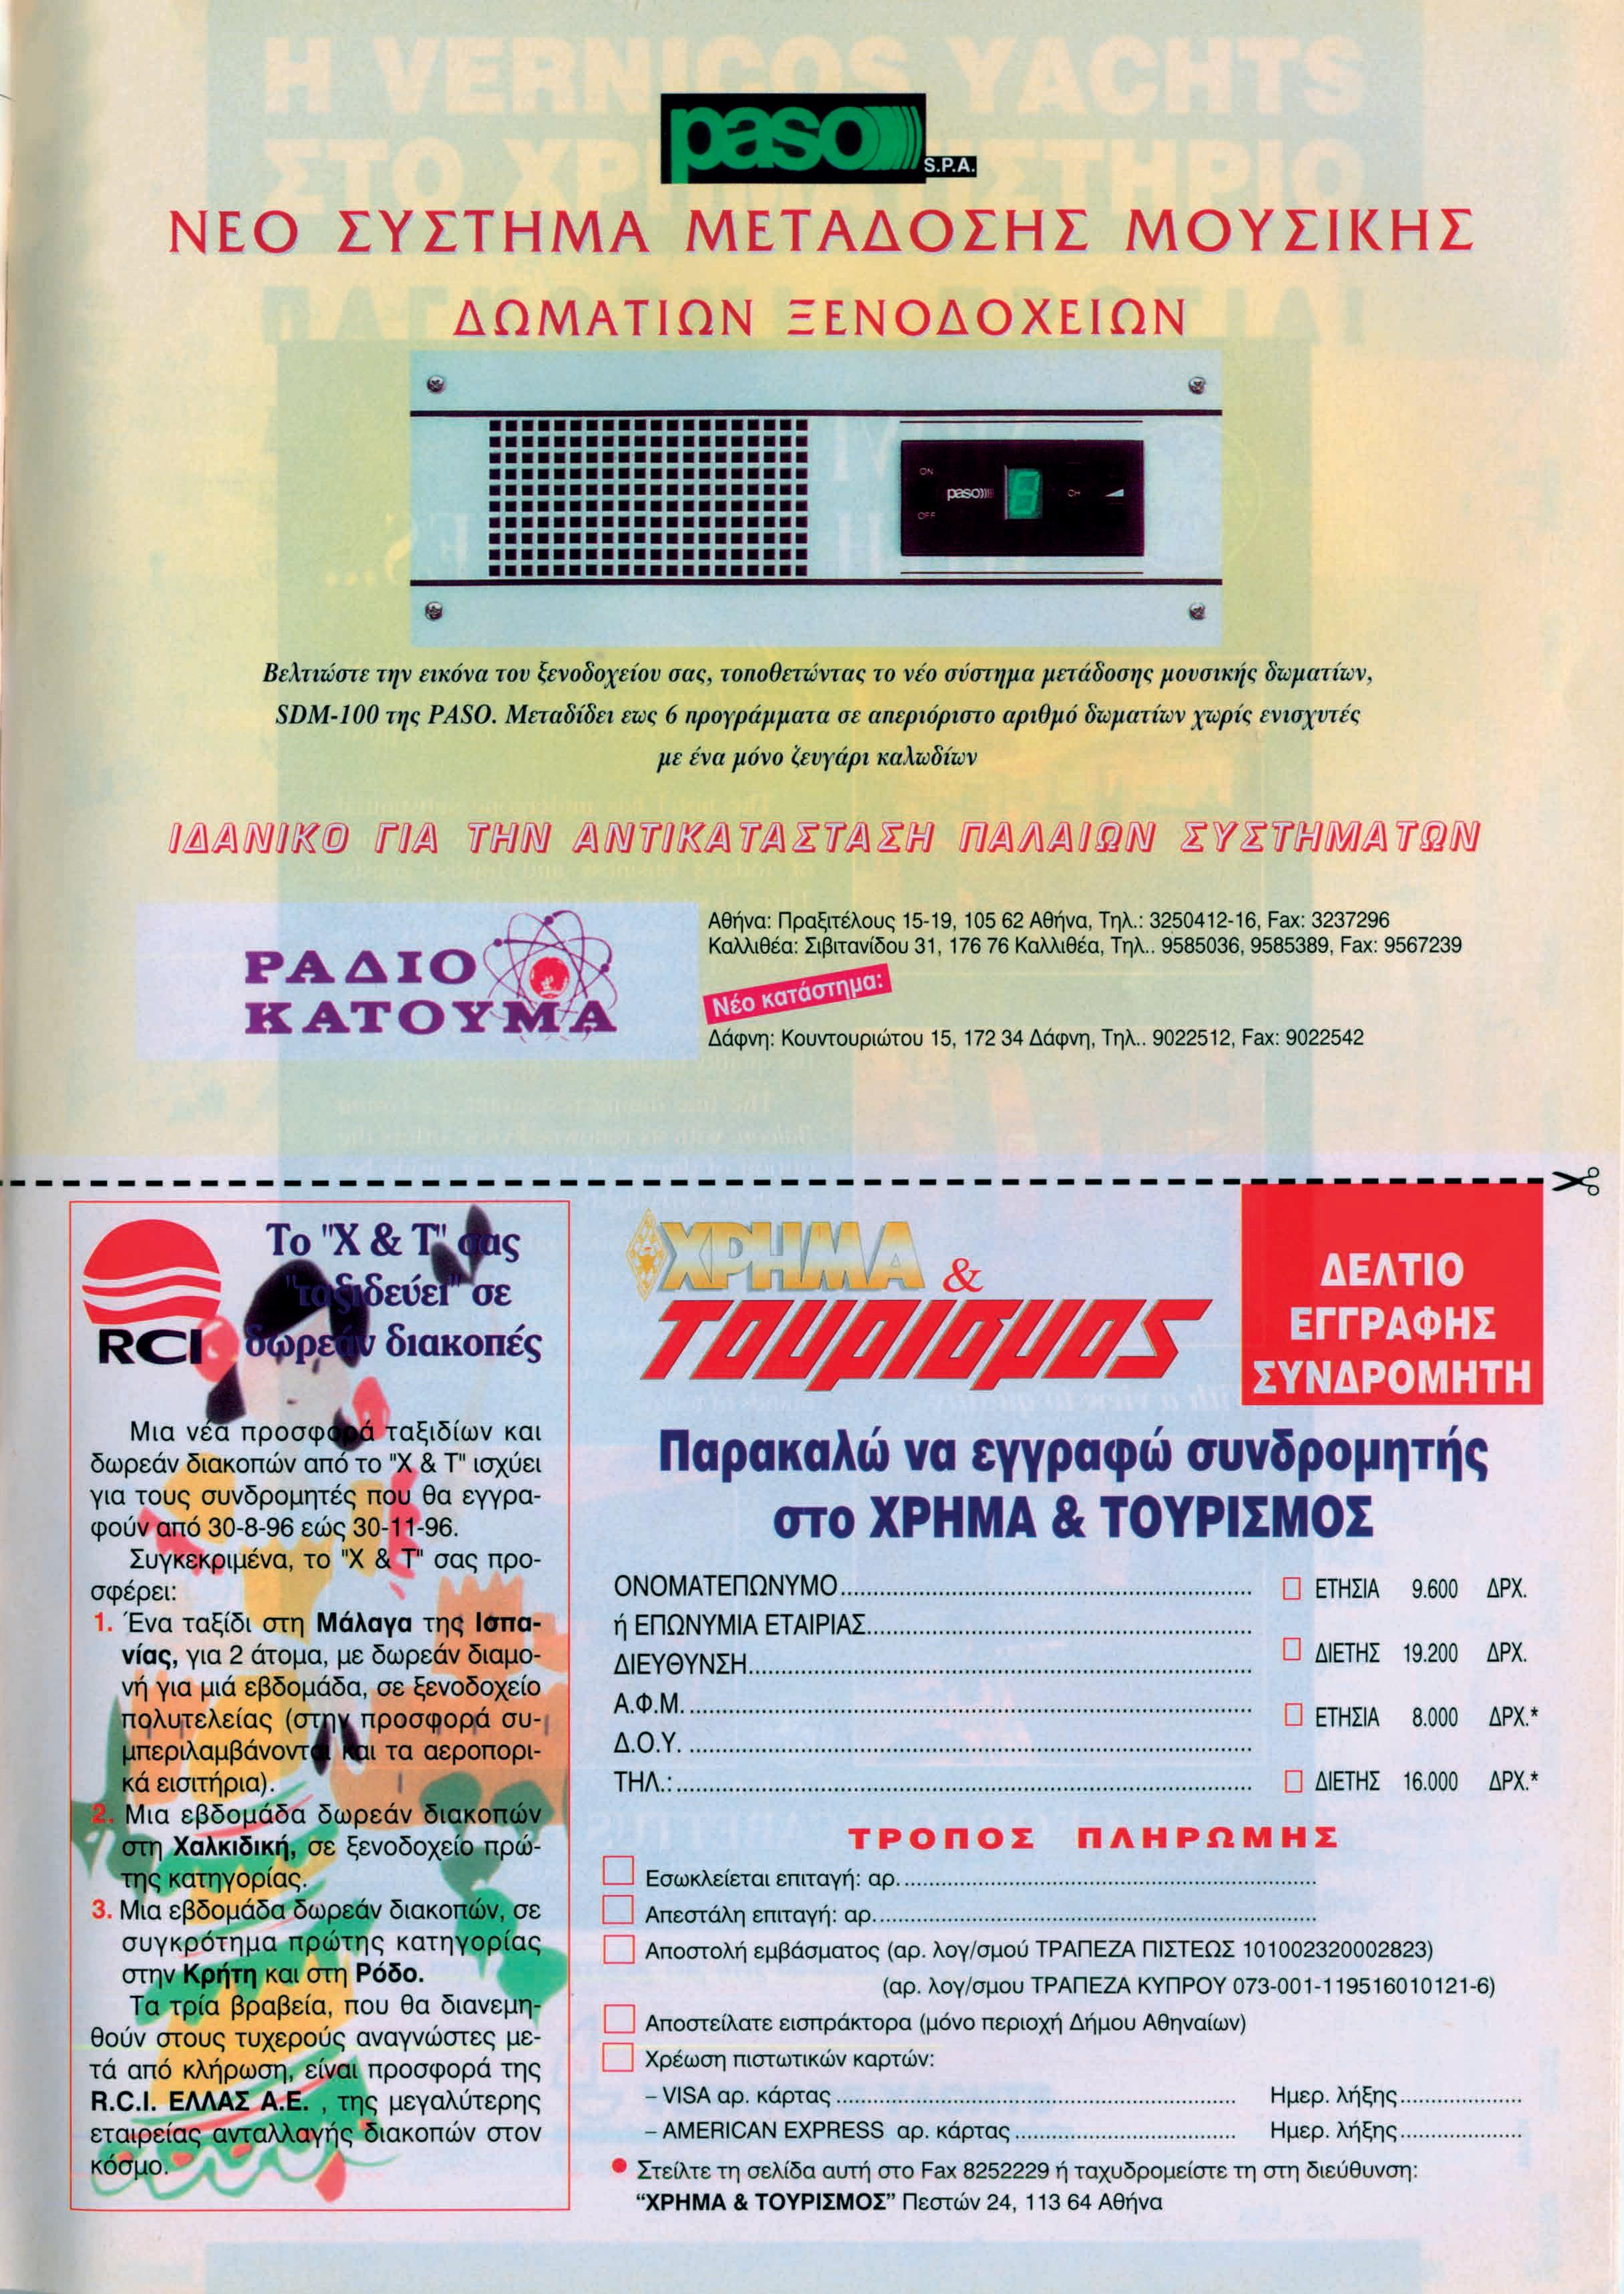 paso S.P.A.
ΝΕΟ ΣΥΣΤΗΜΑ ΜΕΤΑΔΟΣΗΣ ΜΟΥΣΙΚΗΣ
ΔΩΜΑΤΙΩΝ ΞΕΝΟΔΟΧΕΙΩΝ
ON
paso
CH
OFF
Βελτιώστε την εικόνα του ξενοδοχείου σας, τοποθετώντας το νέο σύστημα μετάδοσης μουσικής δωματίων,
SDM-100 της PASO. Μεταδίδει εως 6 προγράμματα σε απεριόριστο αριθμό δωματίων χωρίς ενισχυτές
με ένα μόνο ζευγάρι καλωδίων
ΙΔΑΝΙΚΟ ΓΙΑ ΤΗΝ ΑΝΤΙΚΑΤΑΣΤΑΣΗ ΠΑΛΑΙΩΝ ΣΥΣΤΗΜΑΤΩΝ
ΡΑΔΙΟ
ΚΑΤΟΥΜΑ
Αθήνα: Πραξιτέλους 15-19, 105 62 Αθήνα, Τηλ.: 3250412-16, Fax: 3237296
Καλλιθέα: Σιβιτανίδου 31, 176 76 Καλλιθέα, Τηλ.. 9585036, 9585389, Fax: 9567239
Νέο κατάστημα:
Δάφνη: Κουντουριώτου 15, 172 34 Δάφνη, Τηλ.. 9022512, Fax: 9022542
RCI
Το "Χ & Τ" σας
"ταξιδεύει" σε
δωρεάν διακοπές
Μια νέα προσφορά ταξιδίων και
δωρεάν διακοπών από το "Χ & Τ" ισχύει
για τους συνδρομητές που θα εγγρα-
φούν από 30-8-96 εώς 30-11-96.
Συγκεκριμένα, το "Χ & Τ" σας προ-
σφέρει:
1. Ένα ταξίδι στη Μάλαγα της Ισπα-
νίας, για 2 άτομα, με δωρεάν διαμο-
νή για μιά εβδομάδα, σε ξενοδοχείο
πολυτελείας (στην προσφορά συ-
μπεριλαμβάνονται και τα αεροπορι-
κά εισιτήρια).
2. Μια εβδομάδα δωρεάν διακοπών
στη Χαλκιδική, σε ξενοδοχείο πρώ-
της κατηγορίας.
3. Μια εβδομάδα δωρεάν διακοπών, σε
συγκρότημα πρώτης κατηγορίας
στην Κρήτη και στη Ρόδο.
Τα τρία βραβεία, που θα διανεμη-
θούν στους τυχερούς αναγνώστες με-
τά από κλήρωση, είναι προσφορά της
R.C.I. ΕΛΛΑΣ Α.Ε. , της μεγαλύτερης
εταιρείας ανταλλαγής διακοπών στον
κόσμο.
ΧΡΗΜΑ &
Τουρισμος
ΔΕΛΤΙΟ
ΕΓΓΡΑΦΗΣ
ΣΥΝΔΡΟΜΗΤΗ
Παρακαλώ να εγγραφώ συνδρομητής
στο ΧΡΗΜΑ & ΤΟΥΡΙΣΜΟΣ
ΟΝΟΜΑΤΕΠΩΝΥΜΟ
ή ΕΠΩΝΥΜΙΑ ΕΤΑΙΡΙΑΣ
ΔΙΕΥΘΥΝΣΗ
Α.Φ.Μ.
Δ.Ο.Υ.
ΤΗΛ.:
ΕΤΗΣΙΑ 9.600 ΔΡΧ.
ΔΙΕΤΗΣ 19.200 ΔΡΧ.
ΕΤΗΣΙΑ 8.000 ΔΡΧ.*
ΔΙΕΤΗΣ 16.000 ΔΡΧ.*
ΤΡΟΠΟΣ ΠΛΗΡΩΜΗΣ
Εσωκλείεται επιταγή: αρ.
Απεστάλη επιταγή: αρ.
Αποστολή εμβάσματος (αρ. λογ/σμού ΤΡΑΠΕΖΑ ΠΙΣΤΕΩΣ 101002320002823)
(αρ. λογ/σμου ΤΡΑΠΕΖΑ ΚΥΠΡΟΥ 073-001-119516010121-6)
Αποστείλατε εισπράκτορα (μόνο περιοχή Δήμου Αθηναίων)
Χρέωση πιστωτικών καρτών:
– VISA αρ. κάρτας Ημερ. λήξης
– AMERICAN EXPRESS αρ. κάρτας Ημερ. λήξης
• Στείλτε τη σελίδα αυτή στο Fax 8252229 ή ταχυδρομείστε τη στη διεύθυνση:
“ΧΡΗΜΑ & ΤΟΥΡΙΣΜΟΣ” Πεστών 24, 113 64 Αθήνα